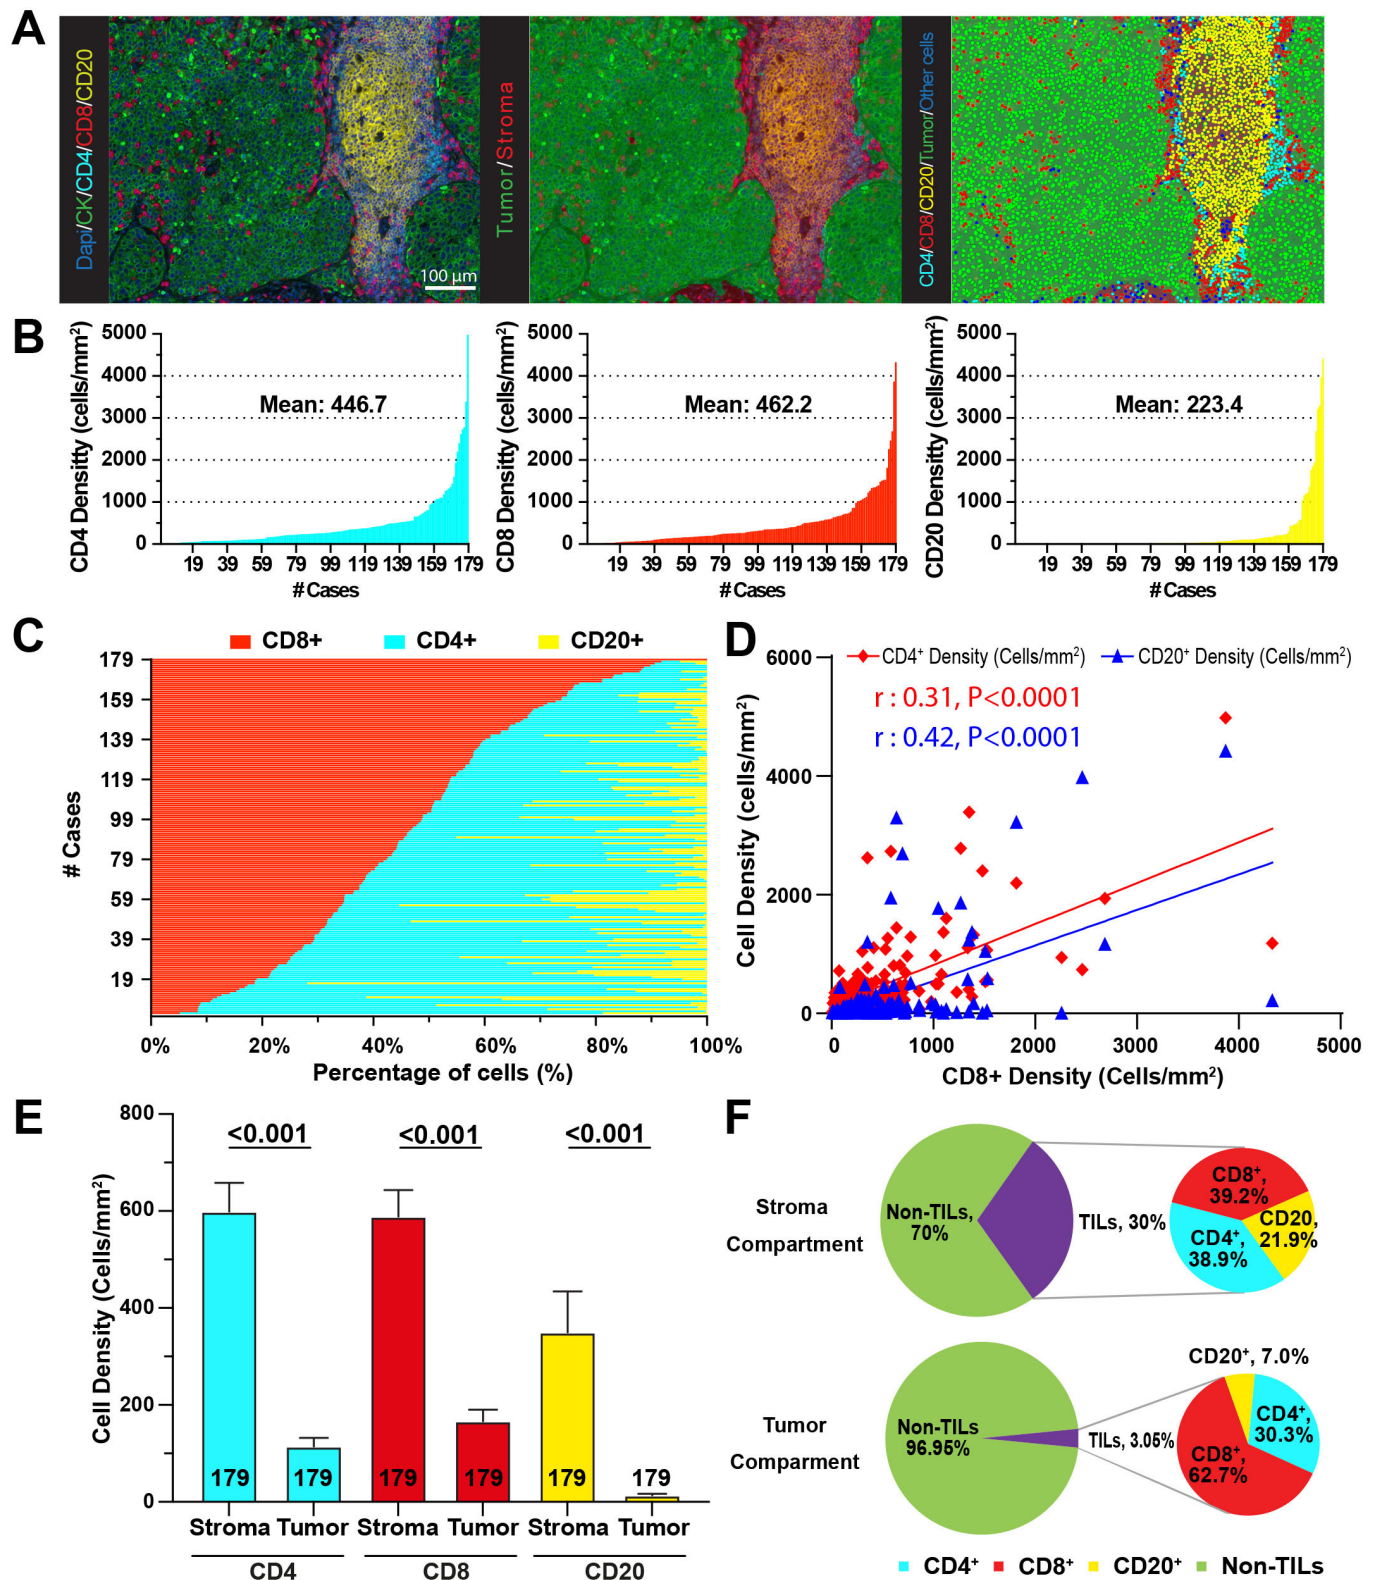 A
Dapi/CK/CD4/CD8/CD20
100 µm
Tumor/Stroma
CD4/CD8/CD20/Tumor/Other cells
B
CD4 Densitty (cells/mm²)
5000
4000
3000
2000
1000
0
Mean: 446.7
19 39 59 79 99 119 139 159 179
# Cases
CD8 Density (cells/mm²)
5000
4000
3000
2000
1000
0
Mean: 462.2
19 39 59 79 99 119 139 159 179
# Cases
CD20 Density (cells/mm²)
5000
4000
3000
2000
1000
0
Mean: 223.4
19 39 59 79 99 119 139 159 179
# Cases
C
CD8+ CD4+ CD20+
# Cases
179
159
139
119
99
79
59
39
19
0% 20% 40% 60% 80% 100%
Percentage of cells (%)
D
CD4⁺ Density (Cells/mm²) CD20⁺ Density (Cells/mm²)
r : 0.31, P<0.0001
r : 0.42, P<0.0001
Cell Density (cells/mm²)
6000
4000
2000
0
0 1000 2000 3000 4000 5000
CD8+ Density (Cells/mm²)
E
Cell Density (Cells/mm²)
800
600
400
200
0
<0.001 <0.001 <0.001
179 179 179 179 179 179
Stroma Tumor Stroma Tumor Stroma Tumor
CD4 CD8 CD20
F
Stroma
Compartment
Non-TILs,
70%
TILs, 30%
CD8⁺,
39.2%
CD20,
21.9%
CD4⁺,
38.9%
Tumor
Comparment
Non-TILs
96.95%
TILs, 3.05%
CD20⁺, 7.0%
CD4⁺,
30.3%
CD8⁺,
62.7%
CD4⁺ CD8⁺ CD20⁺ Non-TILs